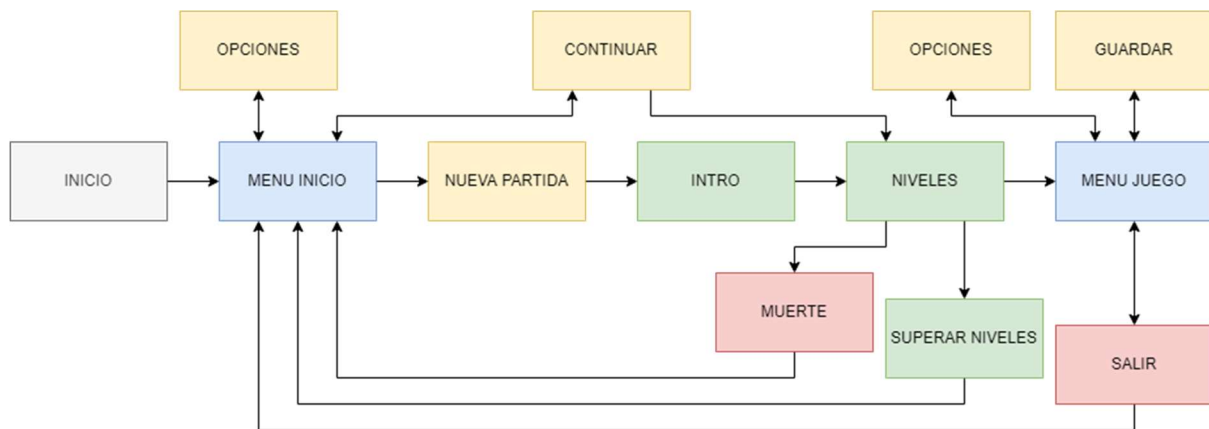 OPCIONES
CONTINUAR
OPCIONES
GUARDAR
INICIO
MENU INICIO
NUEVA PARTIDA
INTRO
NIVELES
MENU JUEGO
MUERTE
SUPERAR NIVELES
SALIR